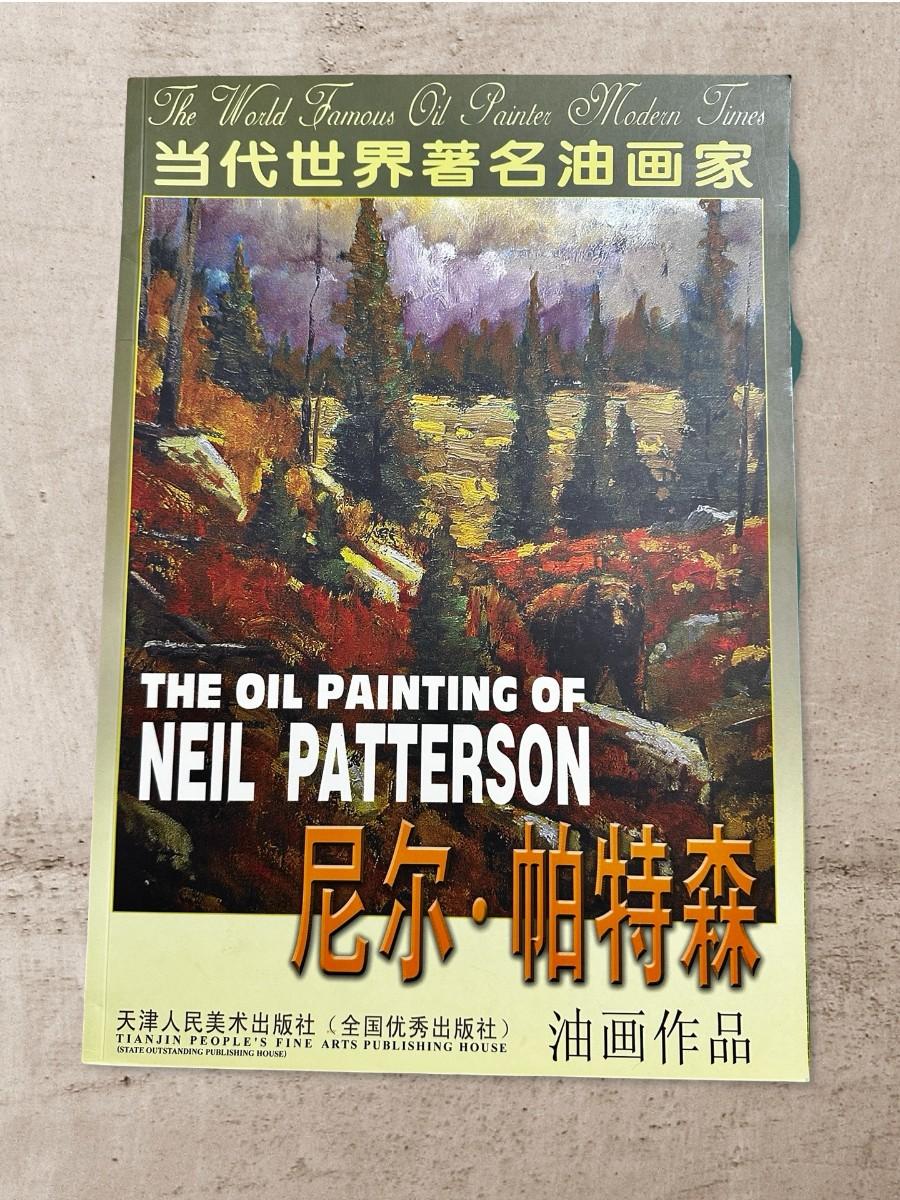 The World Famous Oil Painter Modern Times
当代世界著名油画家
THE OIL PAINTING OF
NEIL PATTERSON
尼尔·帕特森
天津人民美术出版社（全国优秀出版社）
TIANJIN PEOPLE'S FINE ARTS PUBLISHING HOUSE
(STATE OUTSTANDING PUBLISHING HOUSE)
油画作品